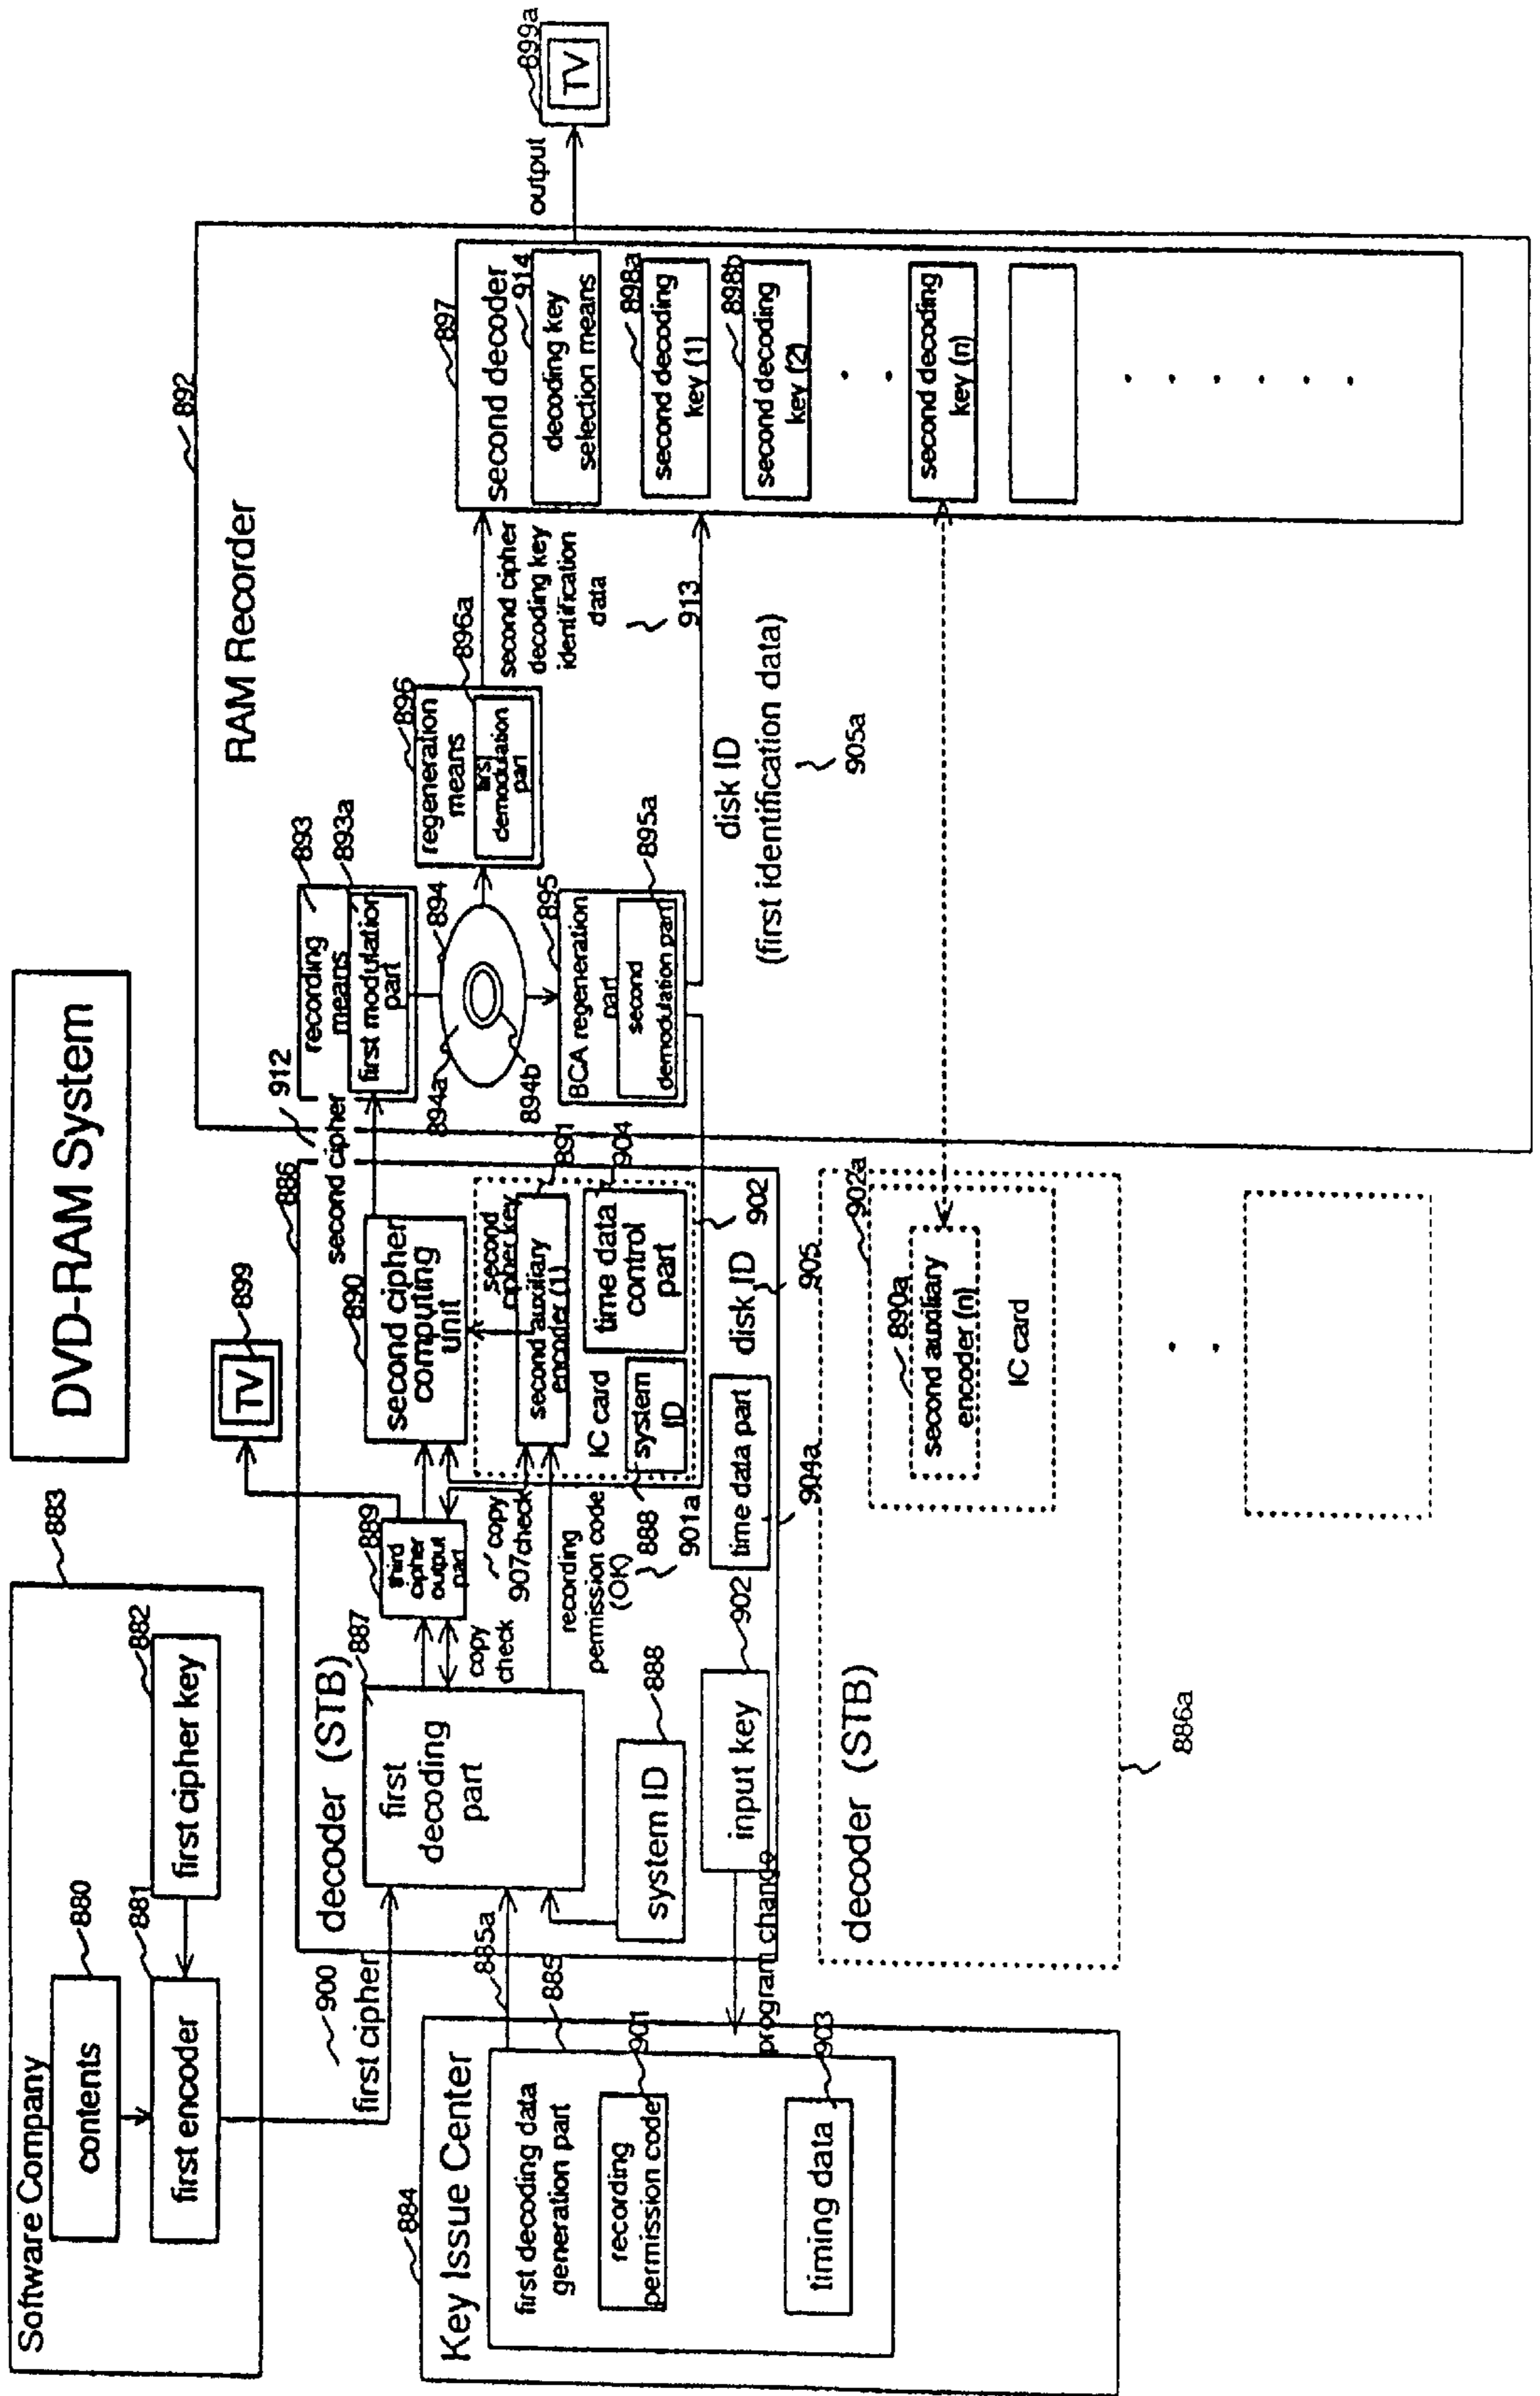 DVD-RAM System
Software Company
883
contents
880
first encoder
881
first cipher key
882
900
first cipher
884
Key Issue Center
first decoding data
generation part
885
885a
recording
permission code
901
timing data
903
program change
886
decoder (STB)
887
first
decoding
part
system ID
888
input key
902
copy
check
889
third
cipher
output
part
copy
907 check
recording
permission code
(OK)
901a
888
899
TV
890
second cipher
computing
unit
second
cipher key
891
second auxiliary
encoder (1)
IC card
system
ID
904
time data
control
part
902
time data part
904a
disk ID
905
decoder (STB)
886a
902a
890a
second auxiliary
encoder (n)
IC card
second cipher
912
892
RAM Recorder
recording
means
893
first modulation
part
893a
894
894a
894b
BCA regeneration
part
895
second
demodulation part
895a
regeneration
means
896
first
demodulation
part
896a
second cipher
decoding key
identification
data
913
disk ID
(first identification data)
905a
897
second decoder
914
decoding key
selection means
898a
second decoding
key (1)
898b
second decoding
key (2)
second decoding
key (n)
output
899a
TV